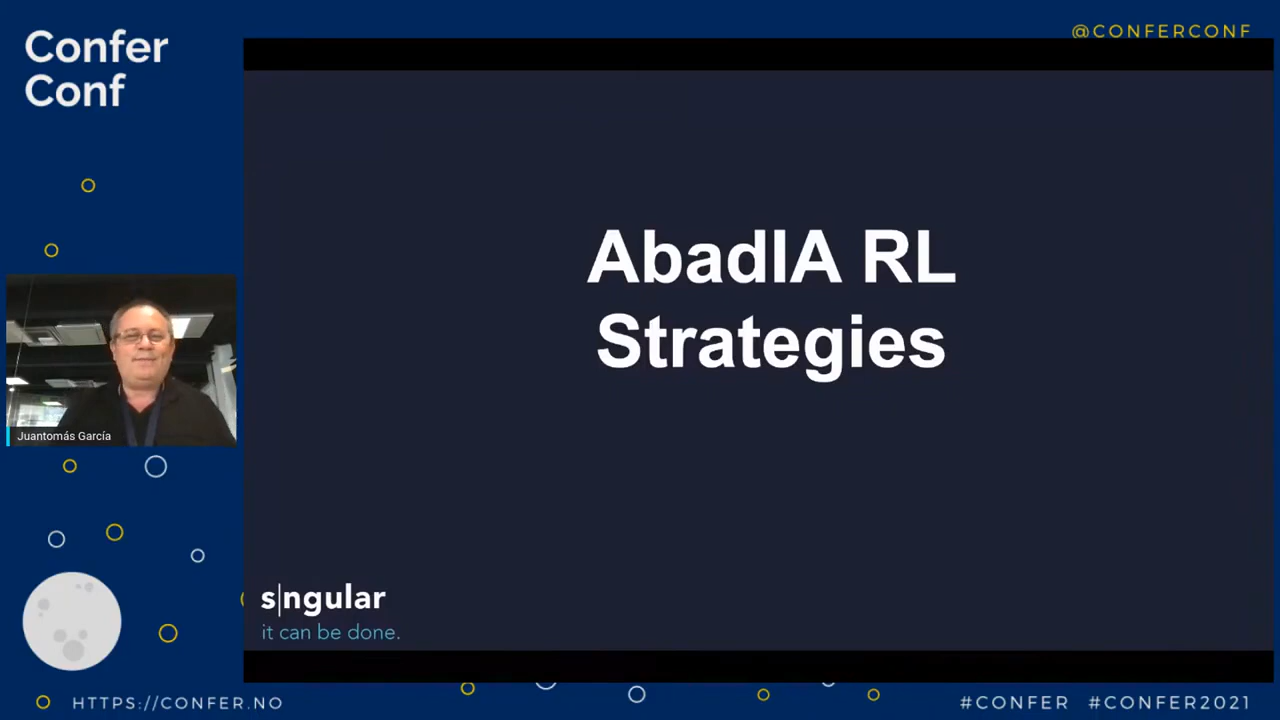 Confer
Conf
@CONFERCONF
AbadIA RL
Strategies
Juantomás García
s|ngular
it can be done.
HTTPS://CONFER.NO
#CONFER #CONFER2021